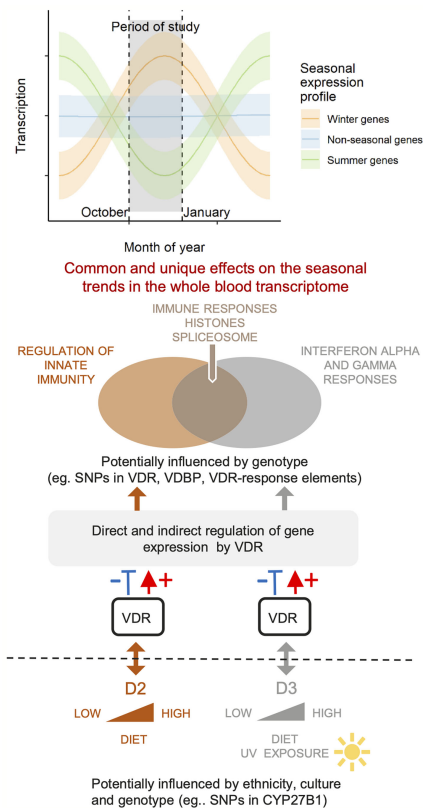 Period of study
Transcription
October
January
Month of year
Seasonal
expression
profile
Winter genes
Non-seasonal genes
Summer genes
Common and unique effects on the seasonal
trends in the whole blood transcriptome
IMMUNE RESPONSES
HISTONES
SPLICEOSOME
REGULATION OF
INNATE
IMMUNITY
INTERFERON ALPHA
AND GAMMA
RESPONSES
Potentially influenced by genotype
(eg. SNPs in VDR, VDBP, VDR-response elements)
Direct and indirect regulation of gene
expression by VDR
- +
- +
VDR
VDR
D2
D3
LOW HIGH
LOW HIGH
DIET
DIET
UV EXPOSURE
Potentially influenced by ethnicity, culture
and genotype (eg.. SNPs in CYP27B1)